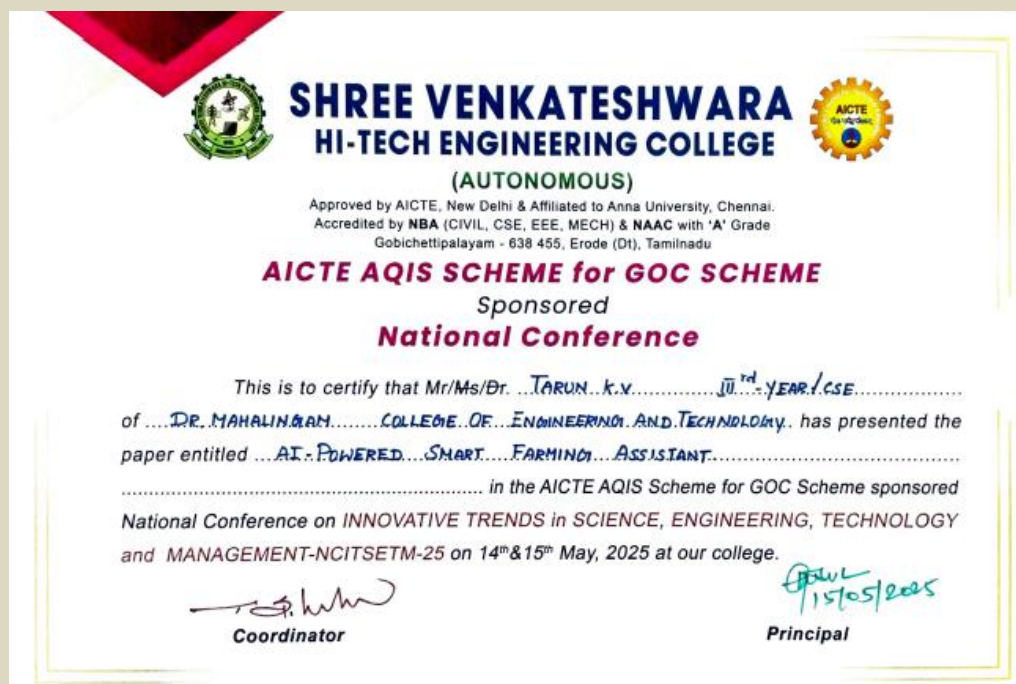 SHREE VENKATESHWARA
HI-TECH ENGINEERING COLLEGE
AICTE
(AUTONOMOUS)
Approved by AICTE, New Delhi & Affiliated to Anna University, Chennai.
Accredited by NBA (CIVIL, CSE, EEE, MECH) & NAAC with 'A' Grade
Gobichettipalayam - 638 455, Erode (Dt), Tamilnadu
AICTE AQIS SCHEME for GOC SCHEME
Sponsored
National Conference
This is to certify that Mr/Ms/Dr. TARUN K.V IIIrd-YEAR/CSE
of DR. MAHALINGAM COLLEGE OF ENGINEERING AND TECHNOLOGY has presented the
paper entitled AI-POWERED SMART FARMING ASSISTANT
in the AICTE AQIS Scheme for GOC Scheme sponsored
National Conference on INNOVATIVE TRENDS in SCIENCE, ENGINEERING, TECHNOLOGY
and MANAGEMENT-NCITSETM-25 on 14th&15th May, 2025 at our college.
15/05/2025
Coordinator
Principal